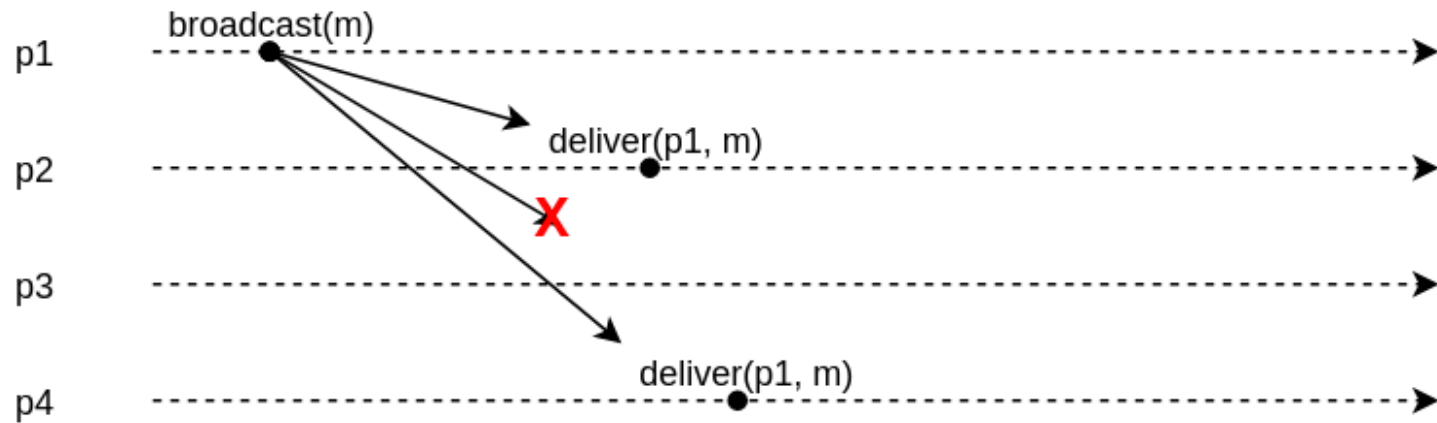 broadcast(m)
p1
deliver(p1, m)
p2
X
p3
deliver(p1, m)
p4